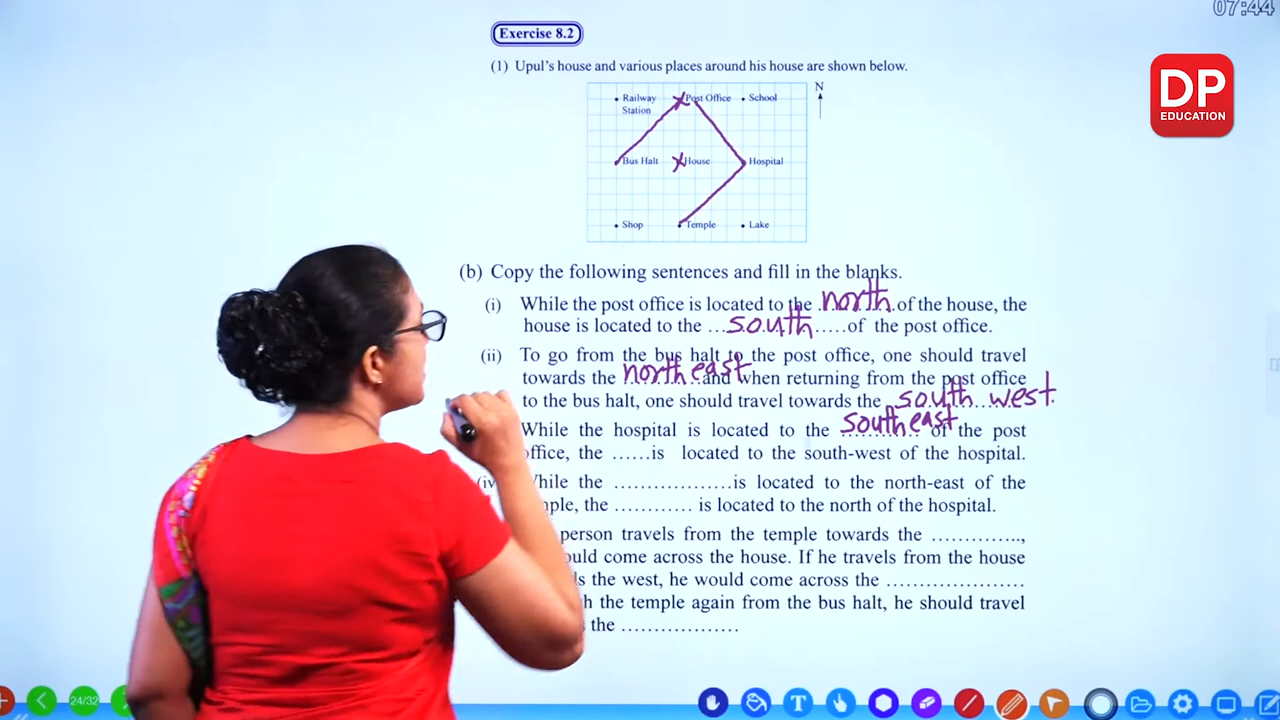 07:44
Exercise 8.2
DP
EDUCATION
(1) Upul's house and various places around his house are shown below.
N
Railway Station
Post Office
School
Bus Halt
House
Hospital
Shop
Temple
Lake
(b) Copy the following sentences and fill in the blanks.
(i) While the post office is located to the ...north... of the house, the
house is located to the ...south.....of the post office.
(ii) To go from the bus halt to the post office, one should travel
towards the north east and when returning from the post office
to the bus halt, one should travel towards the south west.
While the hospital is located to the southeast of the post
ffice, the ......is located to the south-west of the hospital.
(iv hile the ..................is located to the north-east of the
mple, the ............ is located to the north of the hospital.
person travels from the temple towards the ..............,
uld come across the house. If he travels from the house
s the west, he would come across the .....................
h the temple again from the bus halt, he should travel
the ..................
24/32